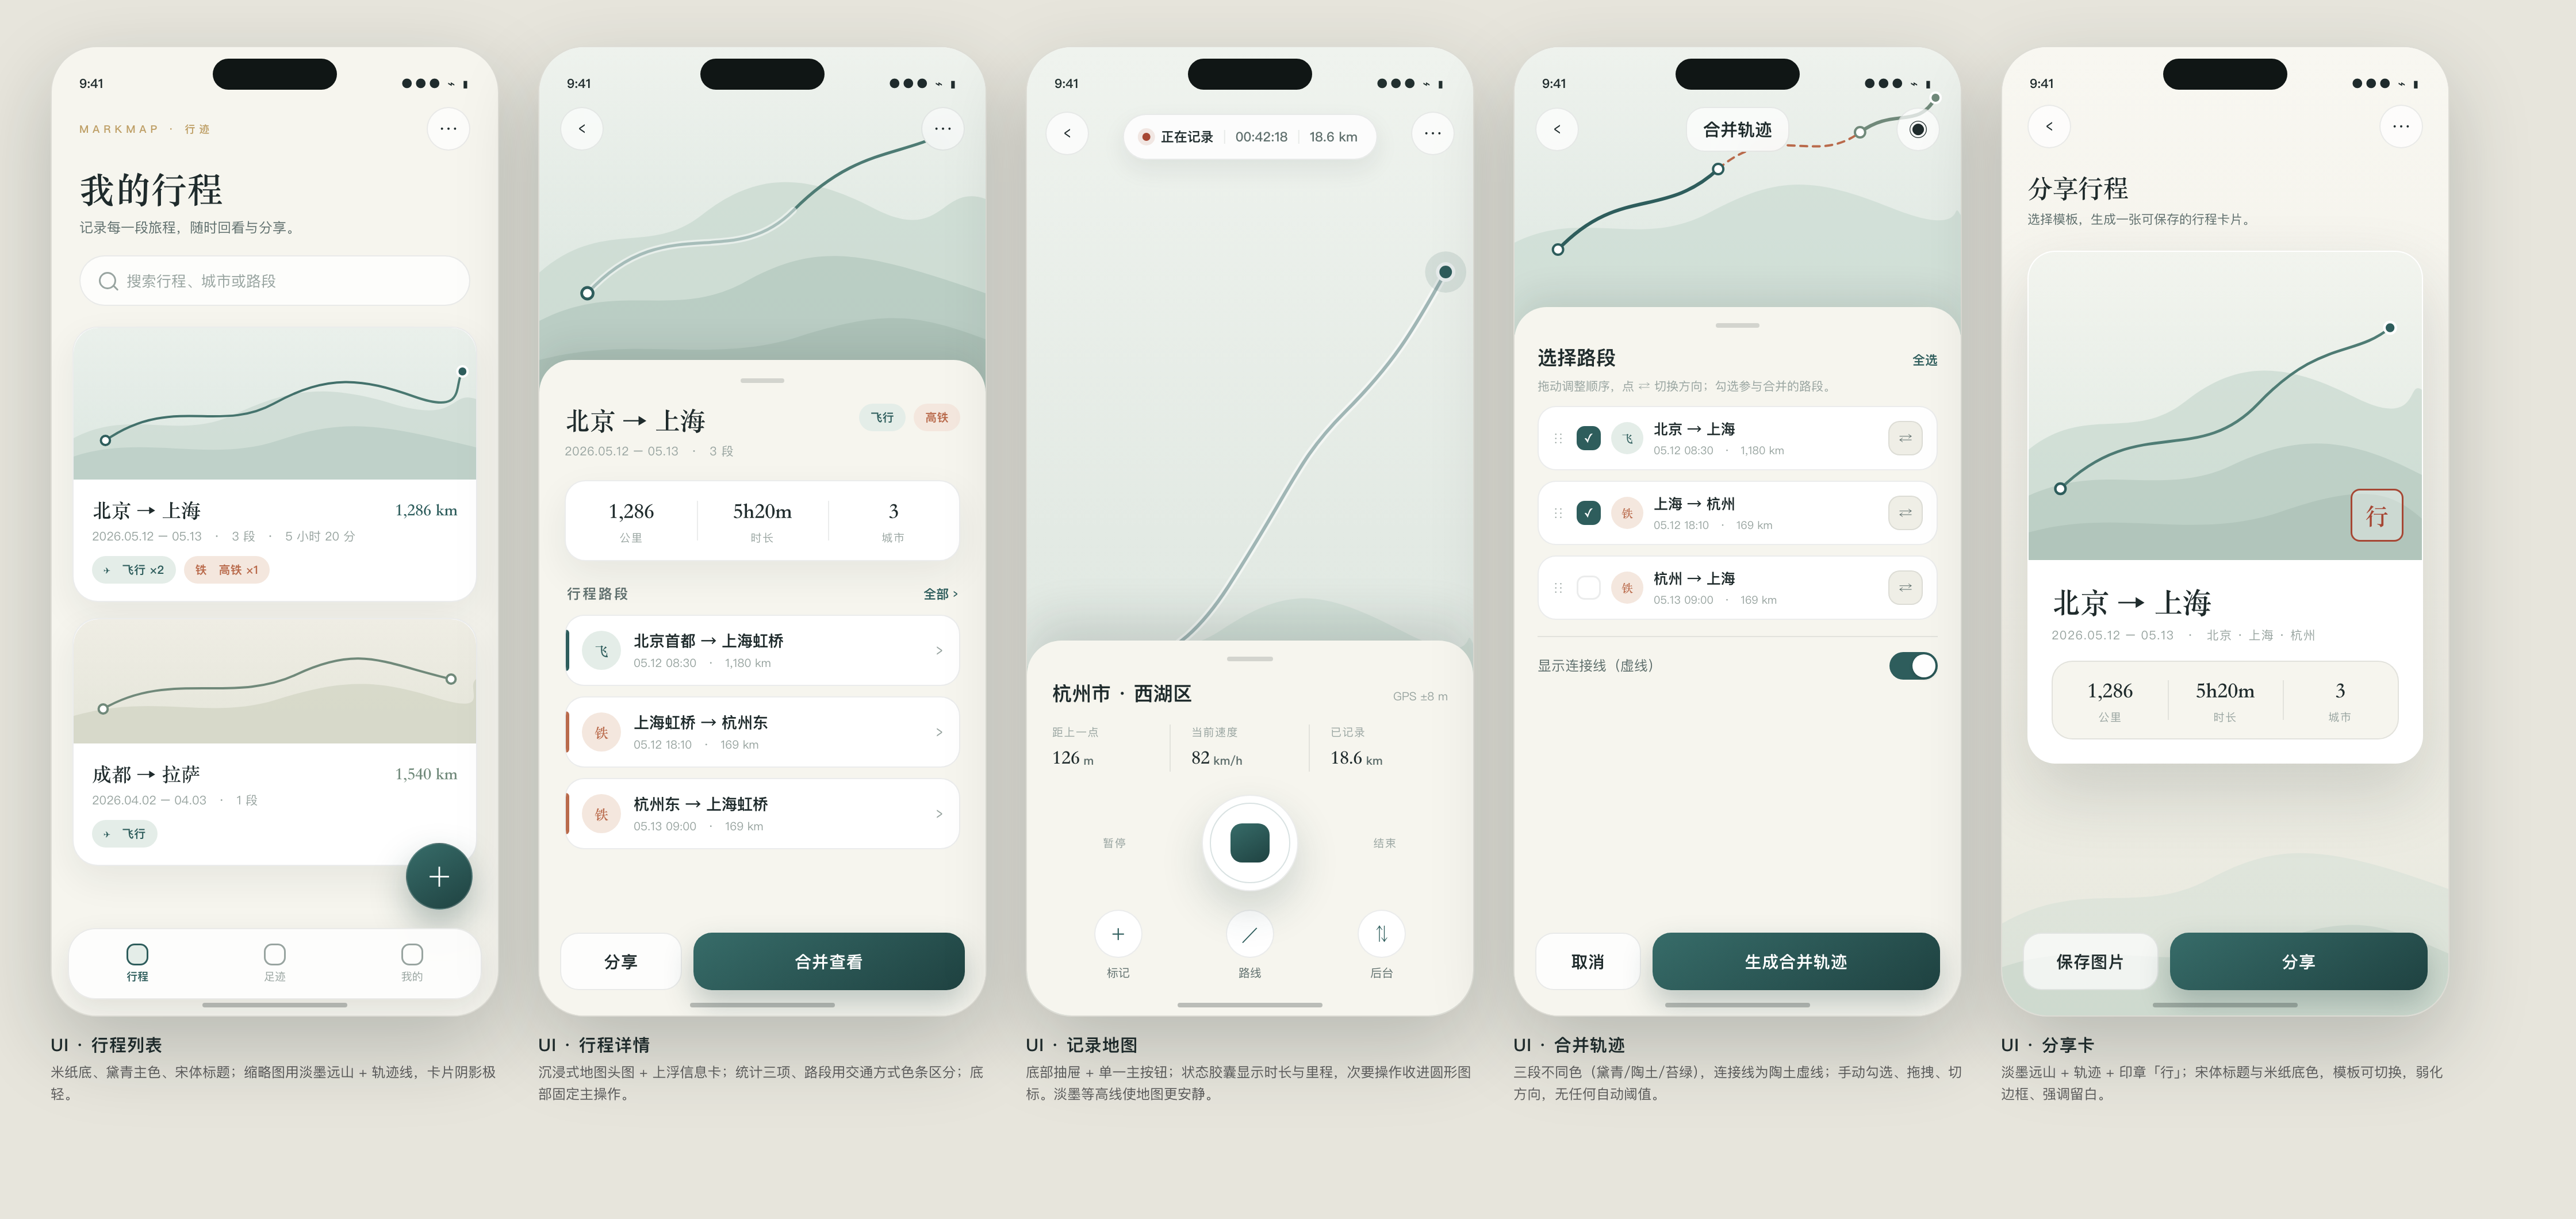 9:41
MARKMAP · 行迹
我的行程
记录每一段旅程，随时回看与分享。
搜索行程、城市或路段
北京 → 上海
1,286 km
2026.05.12 — 05.13 · 3 段 · 5 小时 20 分
飞行 ×2
铁 高铁 ×1
成都 → 拉萨
1,540 km
2026.04.02 — 04.03 · 1 段
飞行
行程
足迹
我的
UI · 行程列表
米纸底、黛青主色、宋体标题；缩略图用淡墨远山 + 轨迹线，卡片阴影极
轻。
9:41
北京 → 上海
飞行
高铁
2026.05.12 — 05.13 · 3 段
1,286
5h20m
3
公里
时长
城市
行程路段
全部 ›
飞
北京首都 → 上海虹桥
05.12 08:30 · 1,180 km
铁
上海虹桥 → 杭州东
05.12 18:10 · 169 km
铁
杭州东 → 上海虹桥
05.13 09:00 · 169 km
分享
合并查看
UI · 行程详情
沉浸式地图头图 + 上浮信息卡；统计三项、路段用交通方式色条区分；底
部固定主操作。
9:41
正在记录
00:42:18
18.6 km
杭州市 · 西湖区
GPS ±8 m
距上一点
当前速度
已记录
126 m
82 km/h
18.6 km
暂停
结束
标记
路线
后台
UI · 记录地图
底部抽屉 + 单一主按钮；状态胶囊显示时长与里程，次要操作收进圆形图
标。淡墨等高线使地图更安静。
9:41
合并轨迹
选择路段
全选
拖动调整顺序，点 ⇄ 切换方向；勾选参与合并的路段。
飞
北京 → 上海
05.12 08:30 · 1,180 km
铁
上海 → 杭州
05.12 18:10 · 169 km
铁
杭州 → 上海
05.13 09:00 · 169 km
显示连接线（虚线）
取消
生成合并轨迹
UI · 合并轨迹
三段不同色（黛青/陶土/苔绿），连接线为陶土虚线；手动勾选、拖拽、切
方向，无任何自动阈值。
9:41
分享行程
选择模板，生成一张可保存的行程卡片。
行
北京 → 上海
2026.05.12 — 05.13 · 北京 · 上海 · 杭州
1,286
5h20m
3
公里
时长
城市
保存图片
分享
UI · 分享卡
淡墨远山 + 轨迹 + 印章「行」；宋体标题与米纸底色，模板可切换，弱化
边框、强调留白。